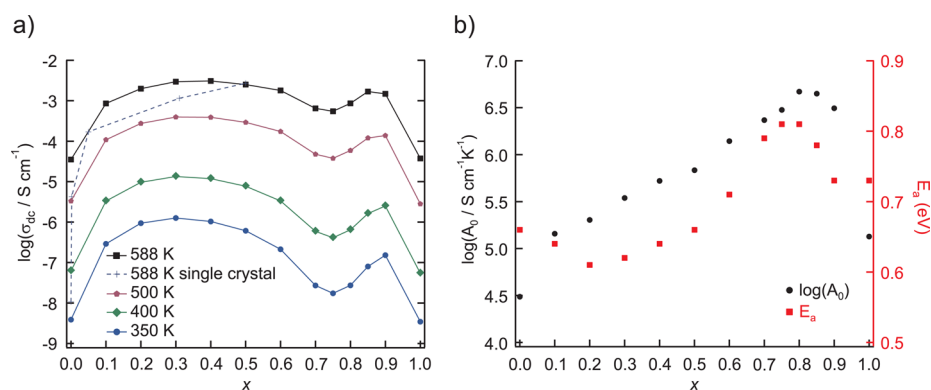 a)
log(σdc / S cm⁻¹)
-2
-3
-4
-5
-6
-7
-8
-9
588 K
588 K single crystal
500 K
400 K
350 K
0.0 0.1 0.2 0.3 0.4 0.5 0.6 0.7 0.8 0.9 1.0
x
b)
log(A₀ / S cm⁻¹K⁻¹)
7.0
6.5
6.0
5.5
5.0
4.5
4.0
log(A₀)
Eₐ
0.9
0.8
0.7
0.6
0.5
Eₐ (eV)
0.0 0.1 0.2 0.3 0.4 0.5 0.6 0.7 0.8 0.9 1.0
x